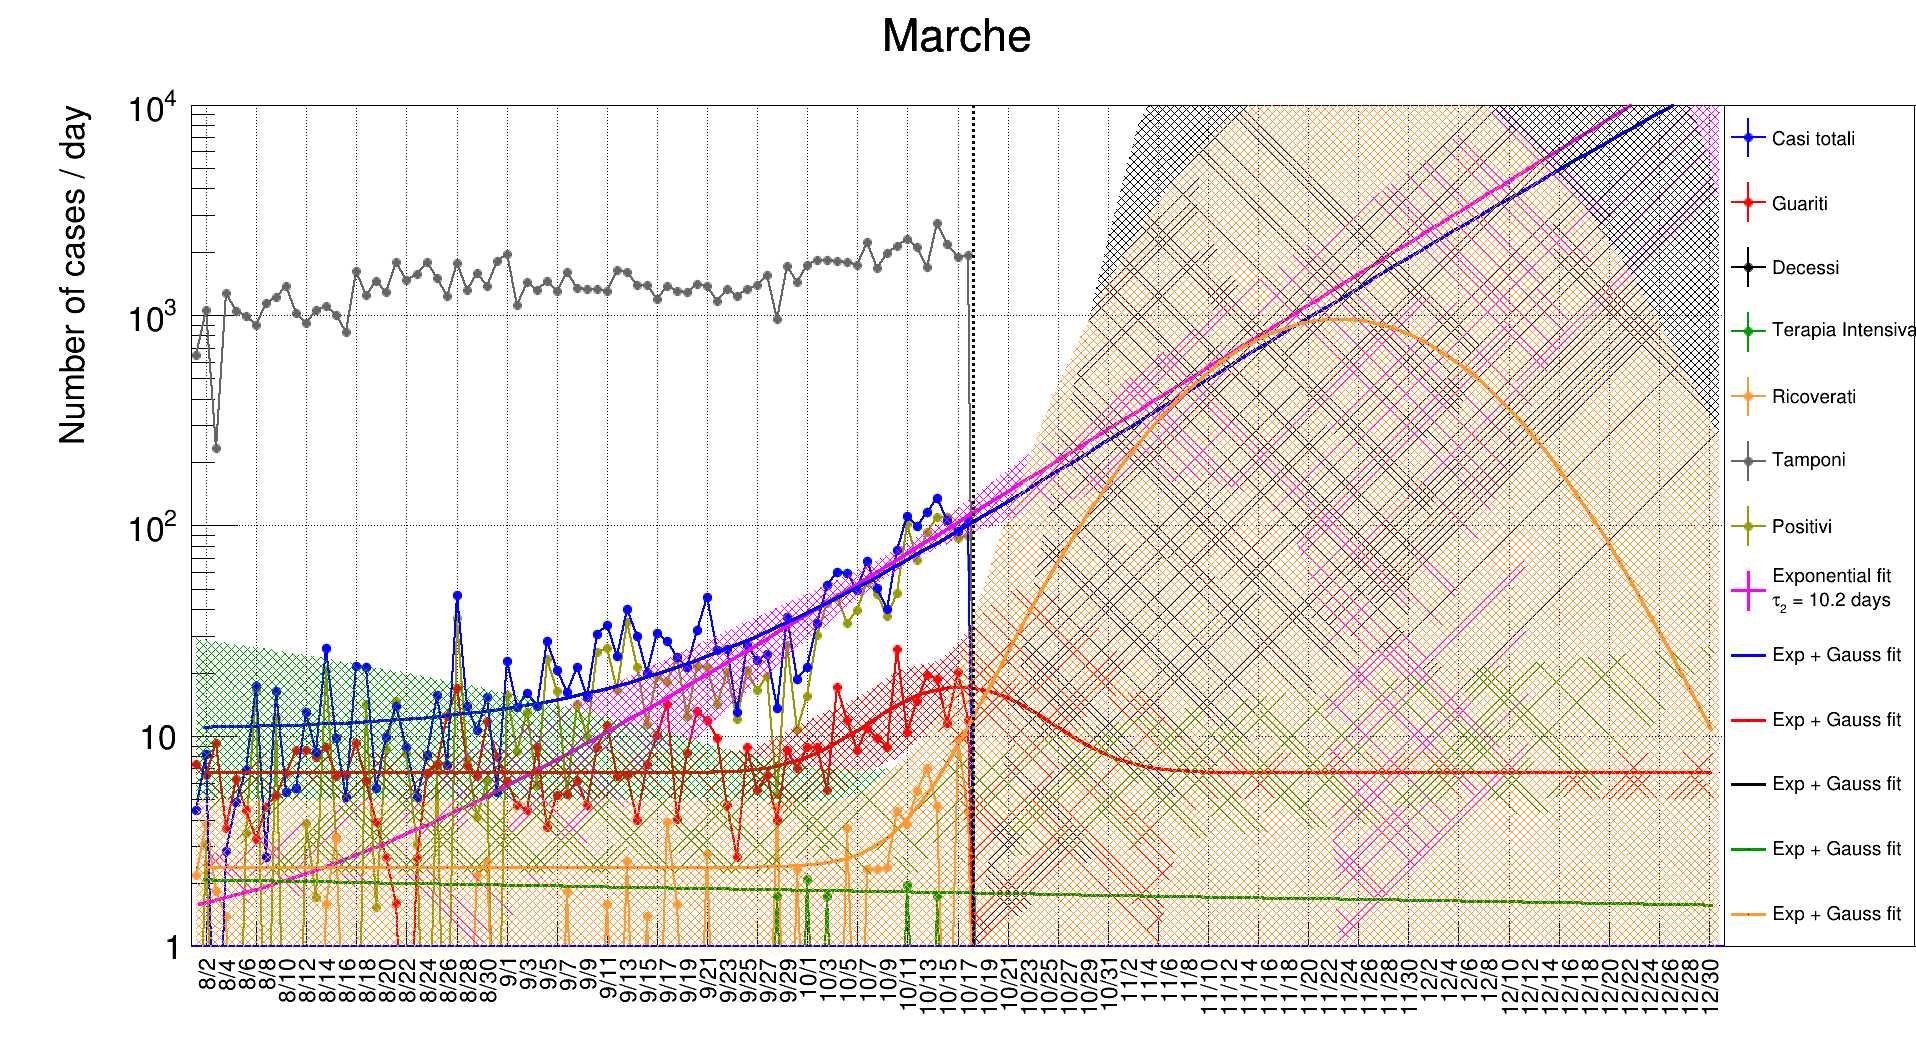 Marche
Number of cases / day
10^4
10^3
10^2
10
1
8/2 8/4 8/6 8/8 8/10 8/12 8/14 8/16 8/18 8/20 8/22 8/24 8/26 8/28 8/30 9/1 9/3 9/5 9/7 9/9 9/11 9/13 9/15 9/17 9/19 9/21 9/23 9/25 9/27 9/29 10/1 10/3 10/5 10/7 10/9 10/11 10/13 10/15 10/17 10/19 10/21 10/23 10/25 10/27 10/29 10/31 11/2 11/4 11/6 11/8 11/10 11/12 11/14 11/16 11/18 11/20 11/22 11/24 11/26 11/28 11/30 12/2 12/4 12/6 12/8 12/10 12/12 12/14 12/16 12/18 12/20 12/22 12/24 12/26 12/28 12/30
Casi totali
Guariti
Decessi
Terapia Intensiva
Ricoverati
Tamponi
Positivi
Exponential fit
τ2 = 10.2 days
Exp + Gauss fit
Exp + Gauss fit
Exp + Gauss fit
Exp + Gauss fit
Exp + Gauss fit